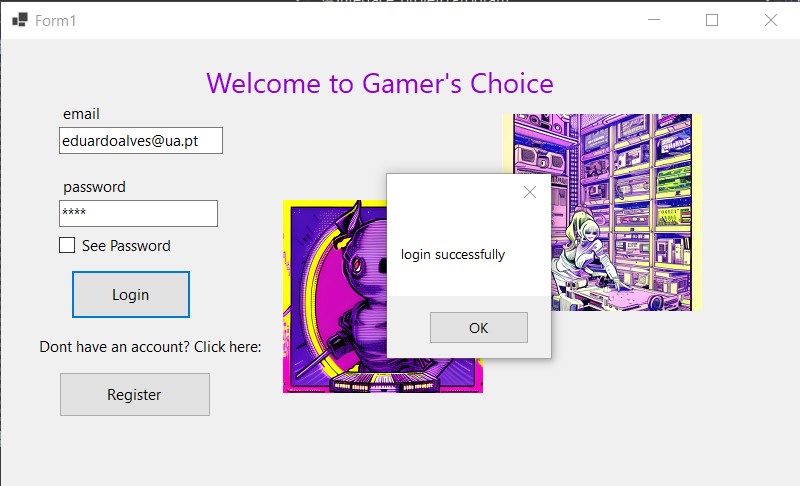 Form1
Welcome to Gamer's Choice
email
eduardoalves@ua.pt
password
****
See Password
Login
Dont have an account? Click here:
Register
login successfully
OK